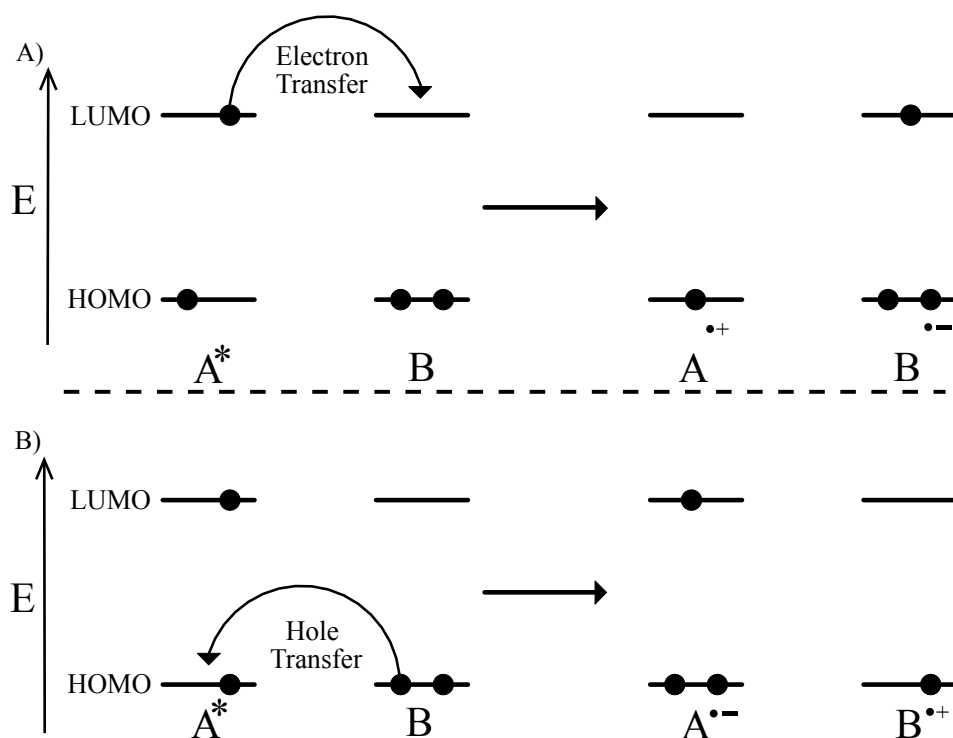 A)
Electron
Transfer
LUMO
E
HOMO
•+ •−
A* B A B
B)
LUMO
E
Hole
Transfer
HOMO
A* B A•− B•+